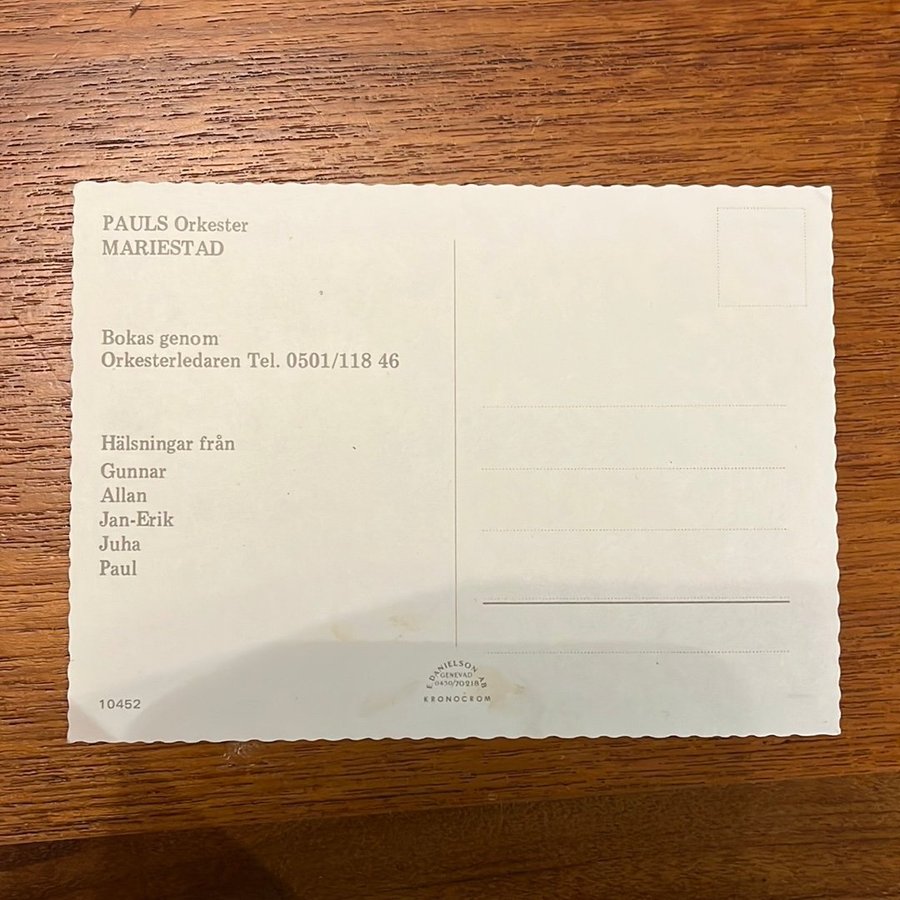 PAULS Orkester
MARIESTAD
Bokas genom
Orkesterledaren Tel. 0501/118 46
Hälsningar från
Gunnar
Allan
Jan-Erik
Juha
Paul
10452
E. DANIELSON AB
GENEVAD
0430/70218
KRONOCROM